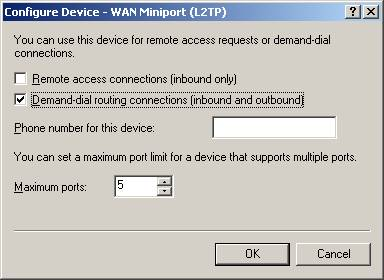 Configure Device - WAN Miniport (L2TP)
You can use this device for remote access requests or demand-dial
connections.
Remote access connections (inbound only)
Demand-dial routing connections (inbound and outbound)
Phone number for this device:
You can set a maximum port limit for a device that supports multiple ports.
Maximum ports: 5
OK Cancel